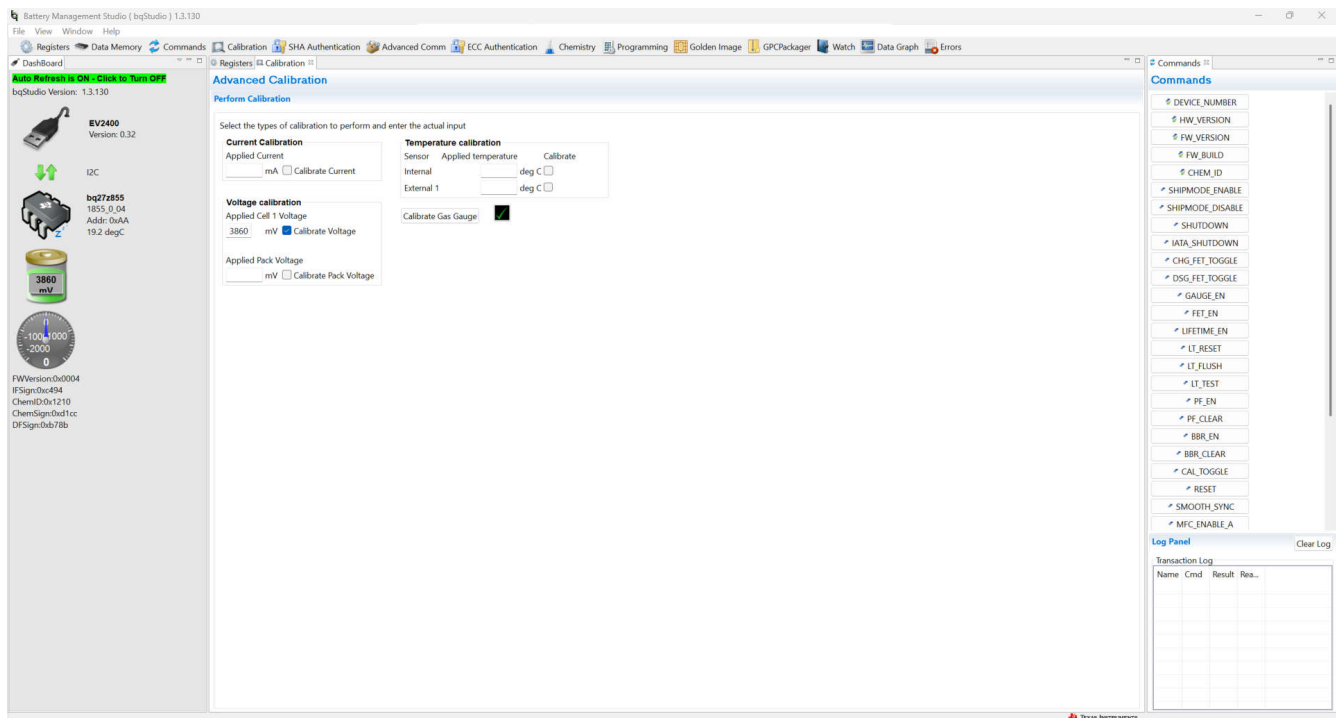 Battery Management Studio ( bqStudio ) 1.3.130
File View Window Help
Registers Data Memory Commands Calibration SHA Authentication Advanced Comm ECC Authentication Chemistry Programming Golden Image GPCPackager Watch Data Graph Errors
DashBoard
Auto Refresh is ON - Click to Turn OFF
bqStudio Version: 1.3.130
EV2400
Version: 0.32
I2C
bq27z855
1855_0_04
Addr: 0xAA
19.2 degC
Z
3860
mV
-100 1000
-2000
0
FWVersion:0x0004
IFSign:0xc494
ChemID:0x1210
ChemSign:0xd1cc
DFSign:0xb78b
Registers Calibration
Advanced Calibration
Perform Calibration
Select the types of calibration to perform and enter the actual input
Current Calibration
Applied Current
mA Calibrate Current
Voltage calibration
Applied Cell 1 Voltage
3860 mV Calibrate Voltage
Applied Pack Voltage
mV Calibrate Pack Voltage
Temperature calibration
Sensor Applied temperature Calibrate
Internal deg C
External 1 deg C
Calibrate Gas Gauge
Commands
Commands
DEVICE_NUMBER
HW_VERSION
FW_VERSION
FW_BUILD
CHEM_ID
SHIPMODE_ENABLE
SHIPMODE_DISABLE
SHUTDOWN
IATA_SHUTDOWN
CHG_FET_TOGGLE
DSG_FET_TOGGLE
GAUGE_EN
FET_EN
LIFETIME_EN
LT_RESET
LT_FLUSH
LT_TEST
PF_EN
PF_CLEAR
BBR_EN
BBR_CLEAR
CAL_TOGGLE
RESET
SMOOTH_SYNC
MFC_ENABLE_A
Log Panel Clear Log
Transaction Log
Name Cmd Result Rea...